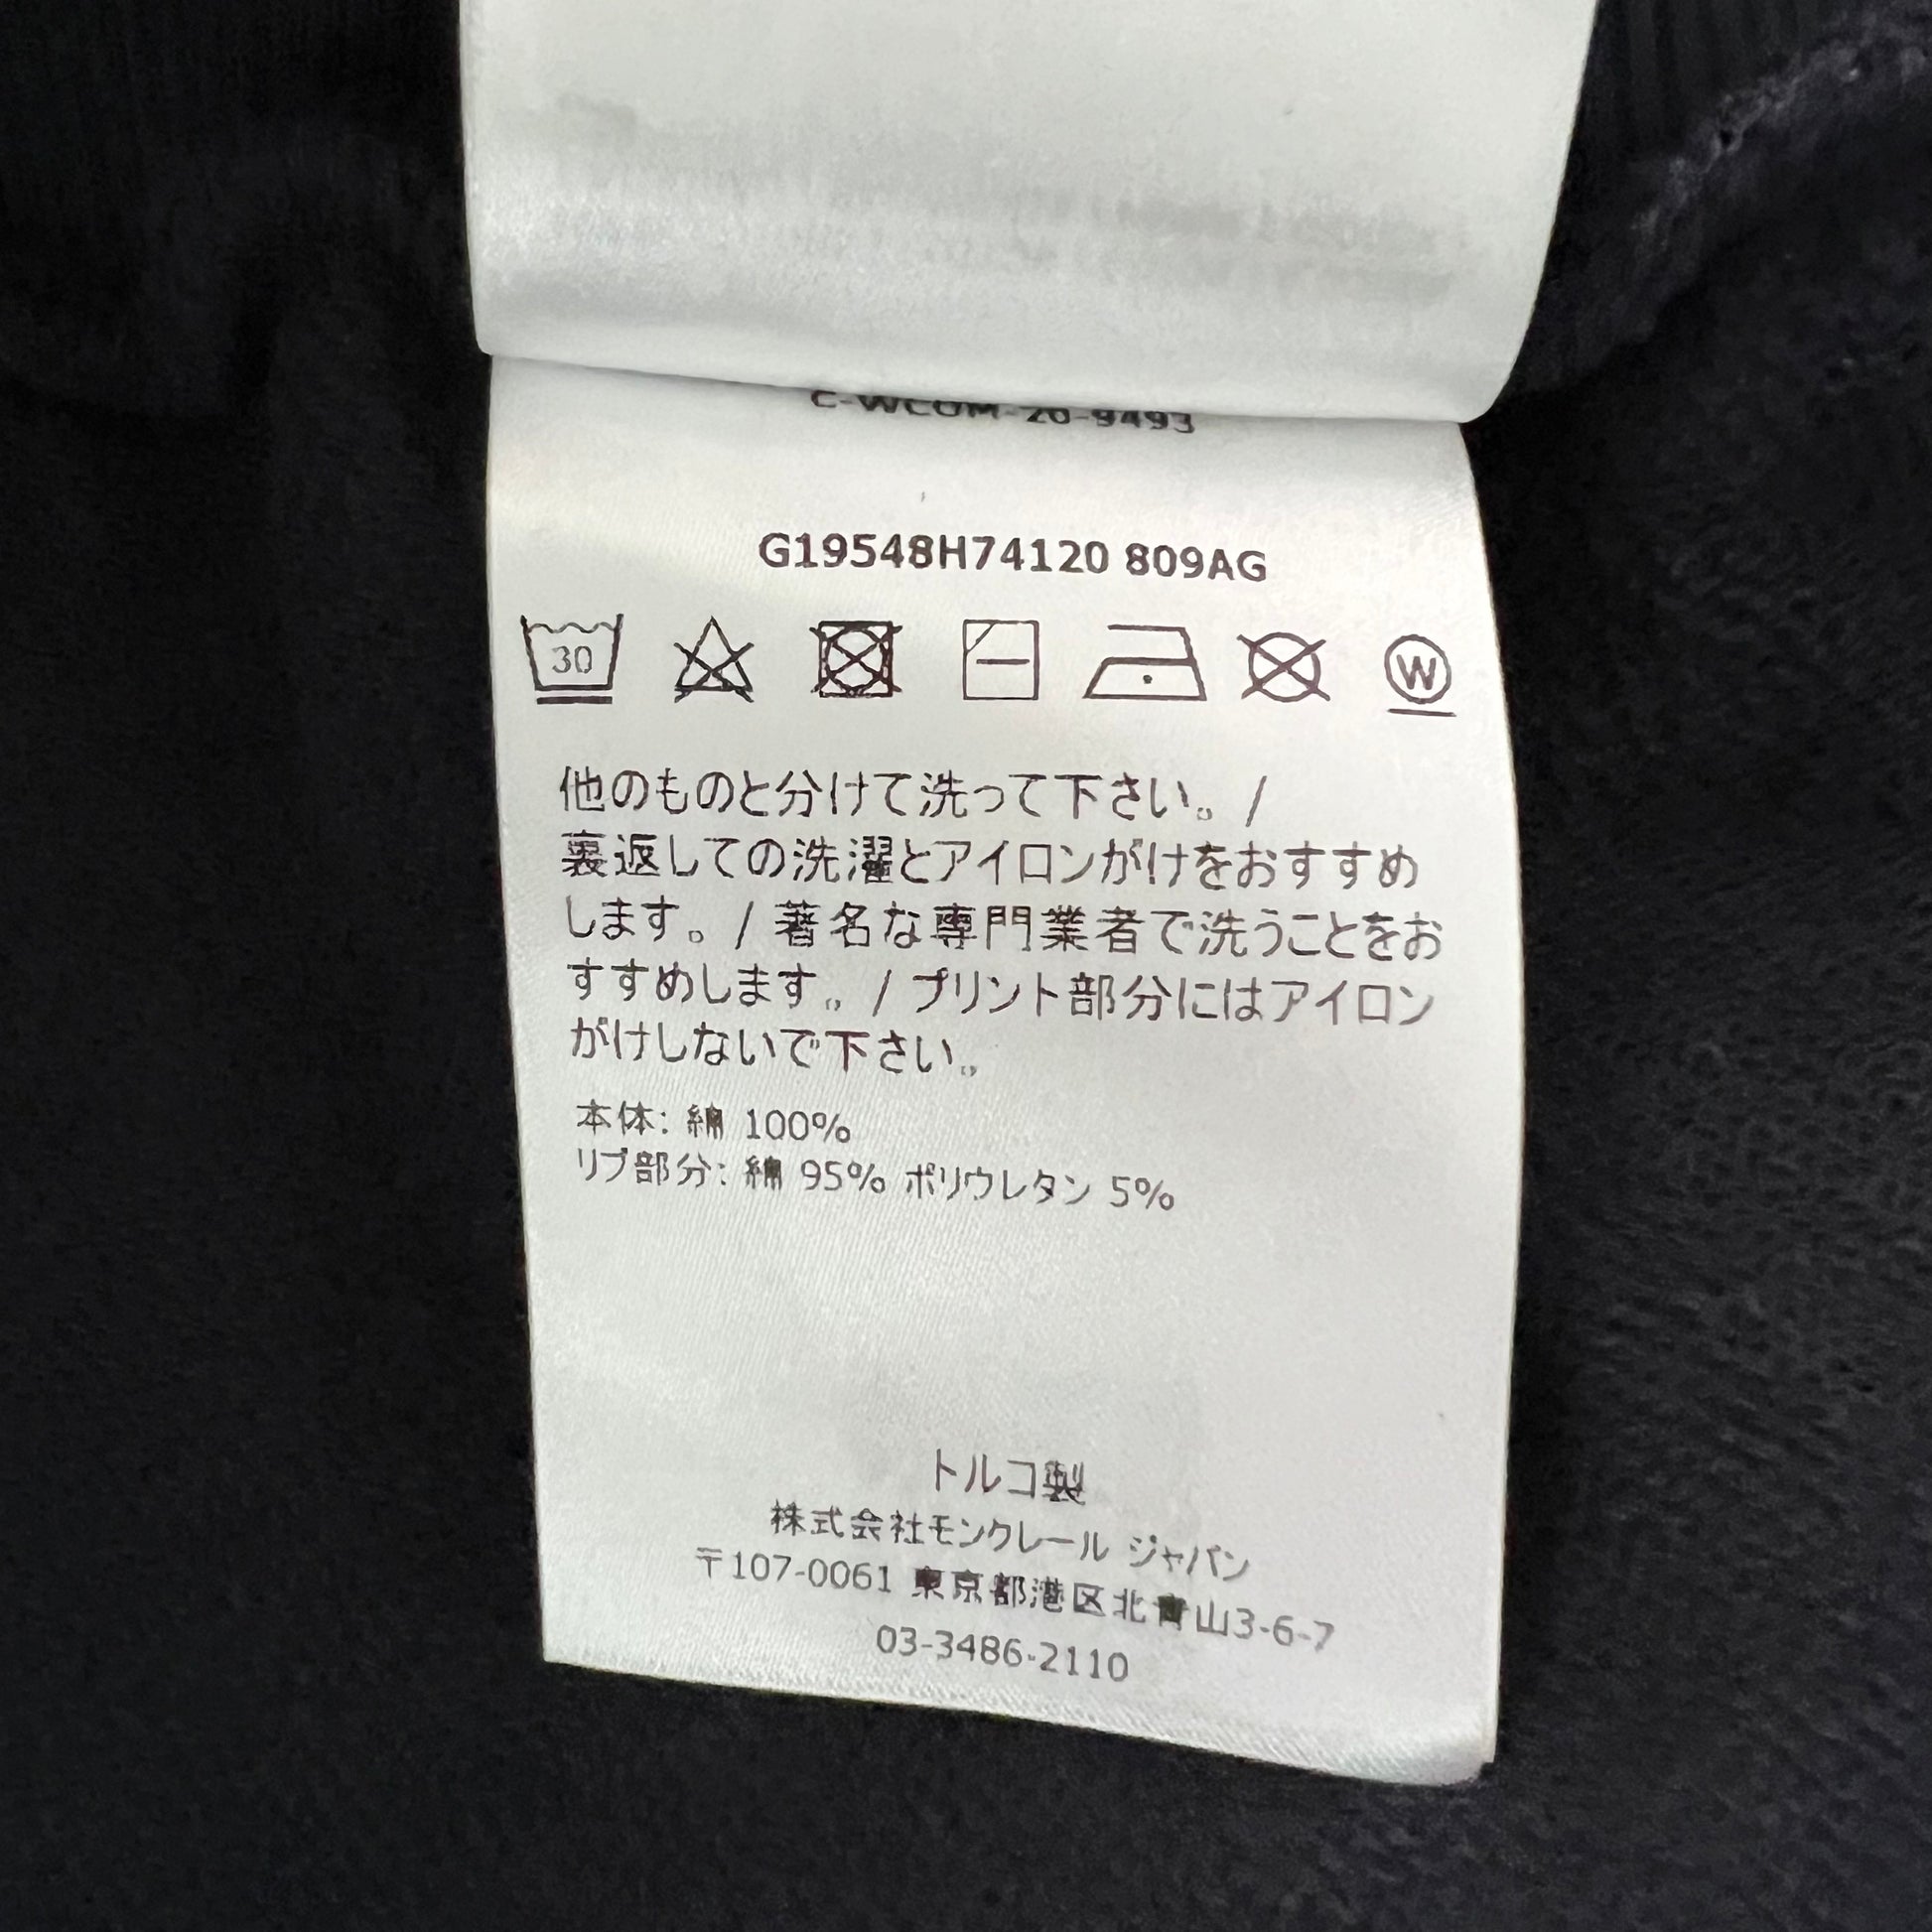 C-WCOM-20-9493
G19548H74120 809AG
30
W
他のものと分けて洗って下さい。 /
裏返しての洗濯とアイロンがけをおすすめ
します。 / 著名な専門業者で洗うことをお
すすめします。 / プリント部分にはアイロン
がけしないで下さい。
本体: 綿 100%
リブ部分: 綿 95% ポリウレタン 5%
トルコ製
株式会社モンクレール ジャパン
〒107-0061 東京都港区北青山3-6-7
03-3486-2110